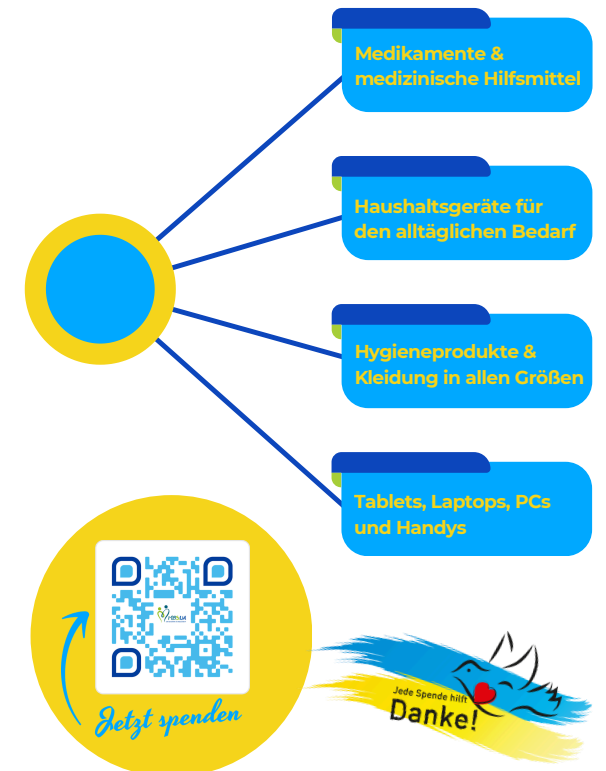 Medikamente &
medizinische Hilfsmittel
Haushaltsgeräte für
den alltäglichen Bedarf
Hygieneprodukte &
Kleidung in allen Größen
Tablets, Laptops, PCs
und Handys
Jetzt spenden
Jede Spende hilft
Danke!